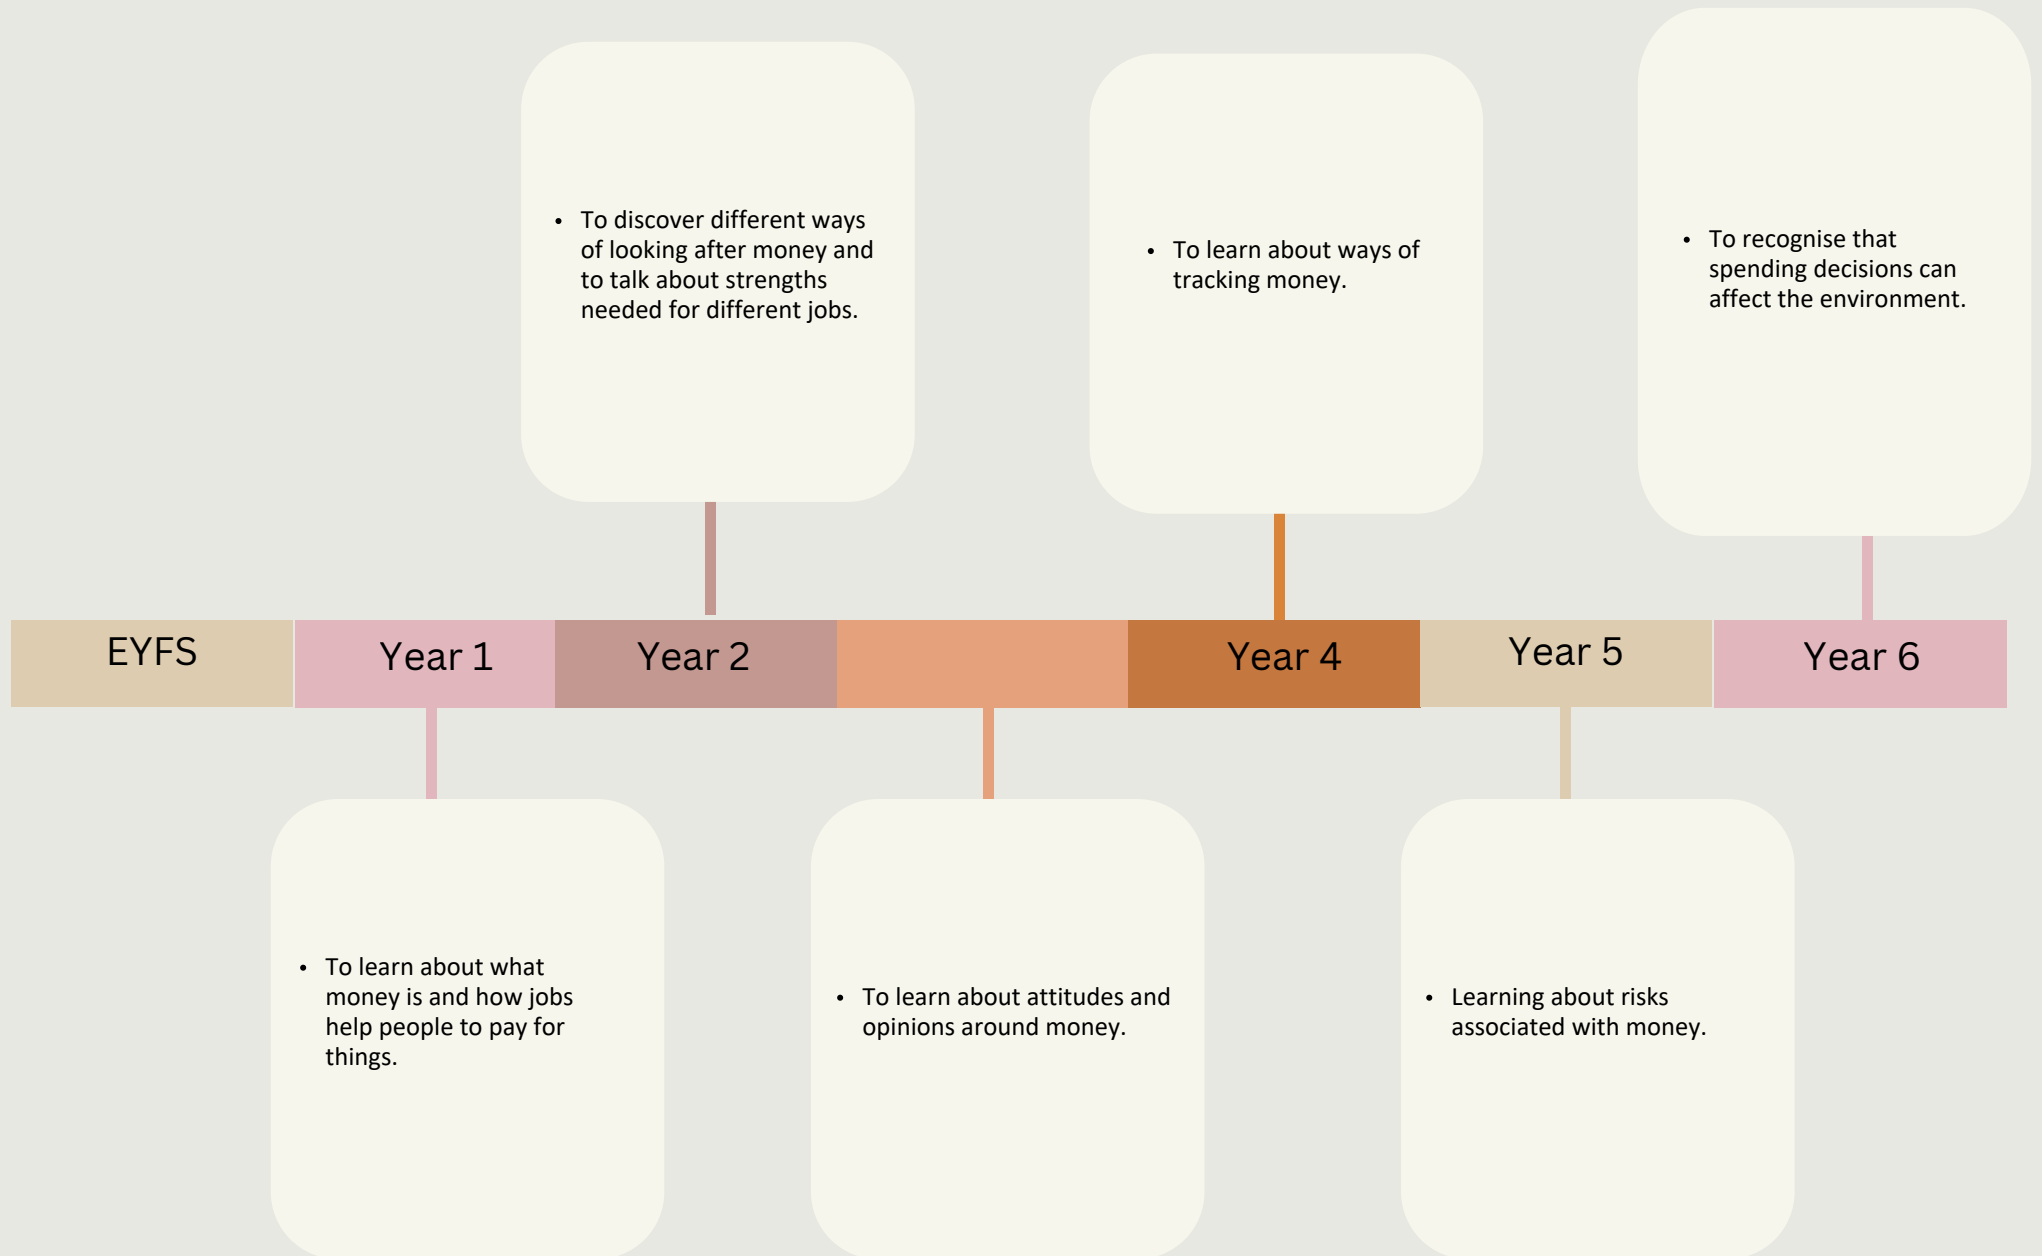 • To discover different ways
of looking after money and
to talk about strengths
needed for different jobs.
• To learn about ways of
tracking money.
• To recognise that
spending decisions can
affect the environment.
EYFS
Year 1
Year 2
Year 4
Year 5
Year 6
• To learn about what
money is and how jobs
help people to pay for
things.
• To learn about attitudes and
opinions around money.
• Learning about risks
associated with money.